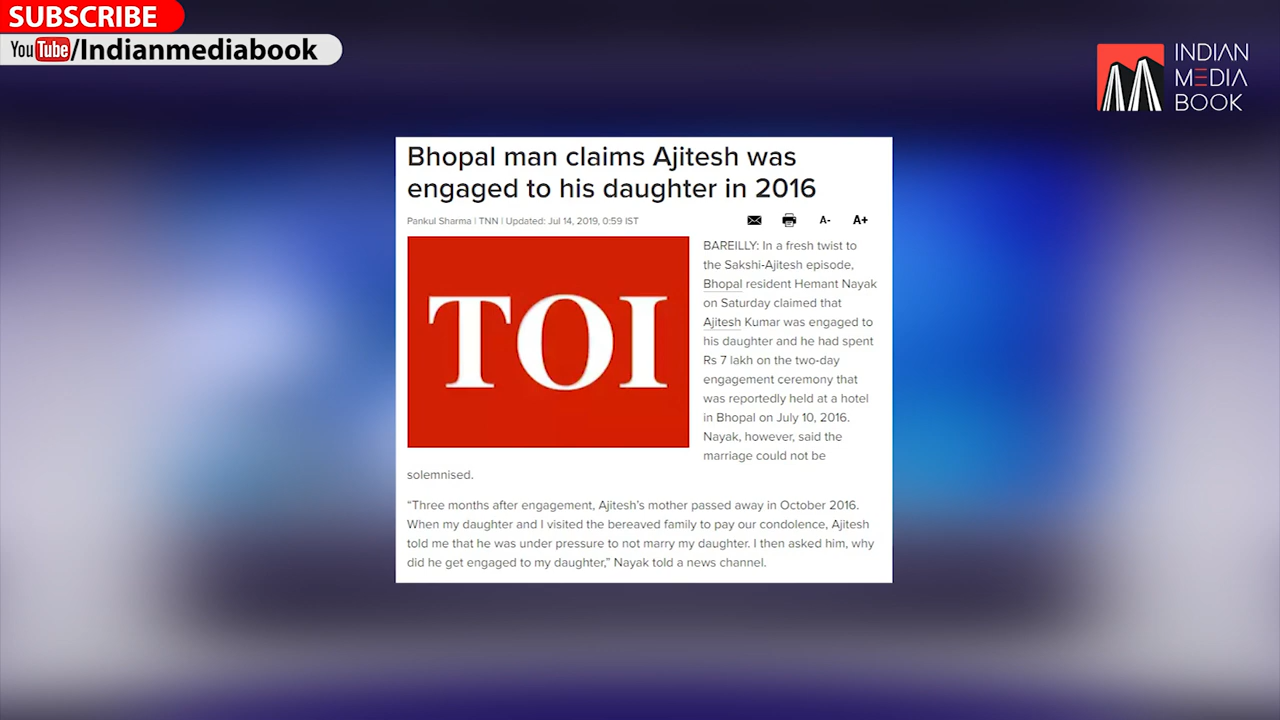 SUBSCRIBE
YouTube/Indianmediabook
INDIAN
MEDIA
BOOK
Bhopal man claims Ajitesh was
engaged to his daughter in 2016
Pankul Sharma | TNN | Updated: Jul 14, 2019, 0:59 IST
A- A+
TOI
BAREILLY: In a fresh twist to
the Sakshi-Ajitesh episode,
Bhopal resident Hemant Nayak
on Saturday claimed that
Ajitesh Kumar was engaged to
his daughter and he had spent
Rs 7 lakh on the two-day
engagement ceremony that
was reportedly held at a hotel
in Bhopal on July 10, 2016.
Nayak, however, said the
marriage could not be
solemnised.
“Three months after engagement, Ajitesh’s mother passed away in October 2016.
When my daughter and I visited the bereaved family to pay our condolence, Ajitesh
told me that he was under pressure to not marry my daughter. I then asked him, why
did he get engaged to my daughter,” Nayak told a news channel.